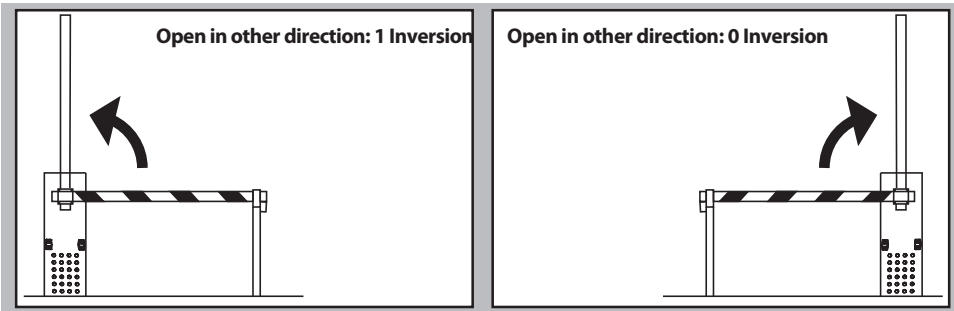 Open in other direction: 1 Inversion
Open in other direction: 0 Inversion